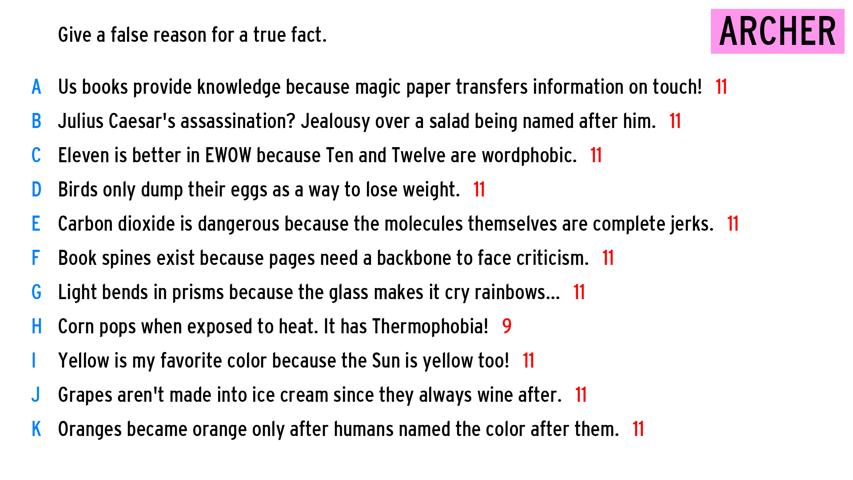 Give a false reason for a true fact.
ARCHER
A Us books provide knowledge because magic paper transfers information on touch! 11
B Julius Caesar's assassination? Jealousy over a salad being named after him. 11
C Eleven is better in EWOW because Ten and Twelve are wordphobic. 11
D Birds only dump their eggs as a way to lose weight. 11
E Carbon dioxide is dangerous because the molecules themselves are complete jerks. 11
F Book spines exist because pages need a backbone to face criticism. 11
G Light bends in prisms because the glass makes it cry rainbows... 11
H Corn pops when exposed to heat. It has Thermophobia! 9
I Yellow is my favorite color because the Sun is yellow too! 11
J Grapes aren't made into ice cream since they always wine after. 11
K Oranges became orange only after humans named the color after them. 11